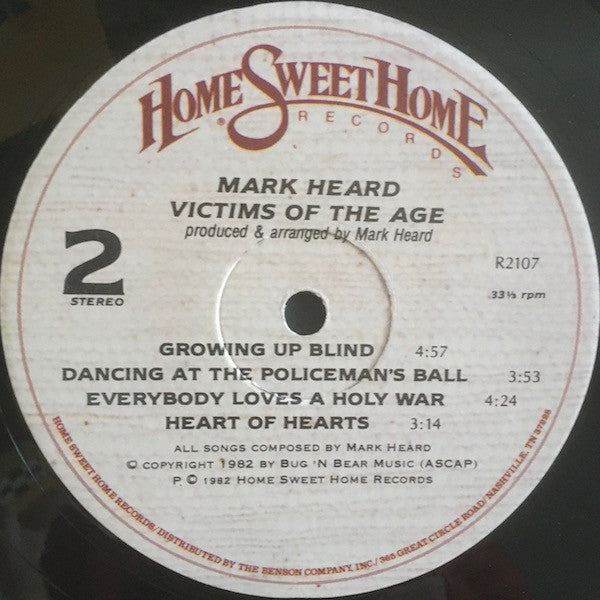 HOME SWEET HOME
®
RECORDS
MARK HEARD
VICTIMS OF THE AGE
produced & arranged by Mark Heard
2
STEREO
R2107
33⅓ rpm
GROWING UP BLIND 4:57
DANCING AT THE POLICEMAN'S BALL 3:53
EVERYBODY LOVES A HOLY WAR 4:24
HEART OF HEARTS 3:14
ALL SONGS COMPOSED BY MARK HEARD
© COPYRIGHT 1982 BY BUG 'N BEAR MUSIC (ASCAP)
P © 1982 HOME SWEET HOME RECORDS
HOME SWEET HOME RECORDS/DISTRIBUTED BY THE BENSON COMPANY, INC./365 GREAT CIRCLE ROAD/NASHVILLE, TN 37228